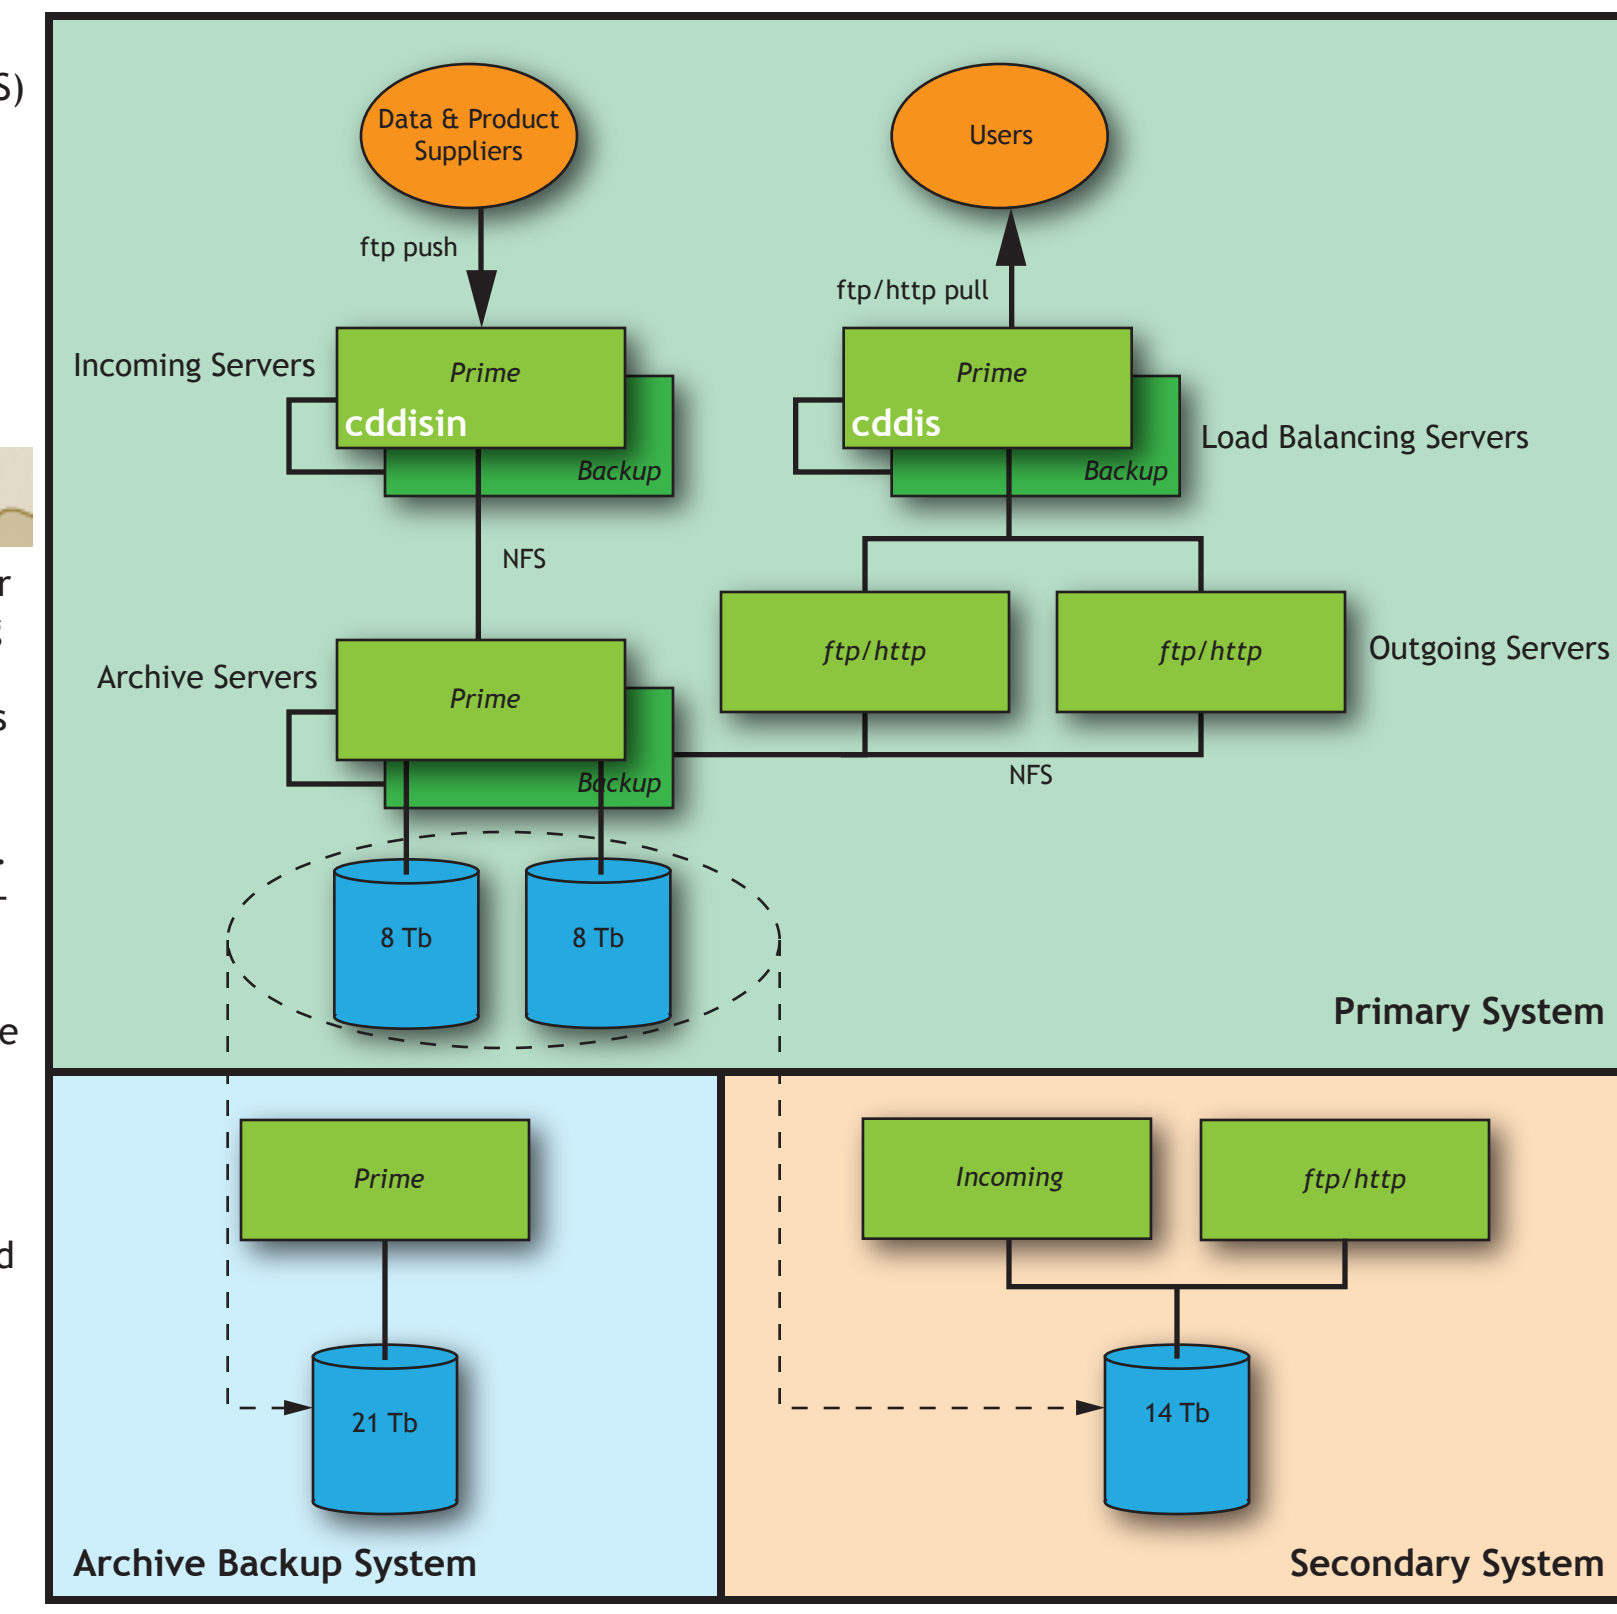 S)
r
s
.
-
e
d
Data & Product
Suppliers
Users
ftp push
ftp/http pull
Incoming Servers
Prime
cddisin
Backup
Prime
cddis
Backup
Load Balancing Servers
NFS
Archive Servers
Prime
Backup
ftp/http
ftp/http
Outgoing Servers
NFS
8 Tb
8 Tb
Primary System
Prime
21 Tb
Archive Backup System
Incoming
ftp/http
14 Tb
Secondary System